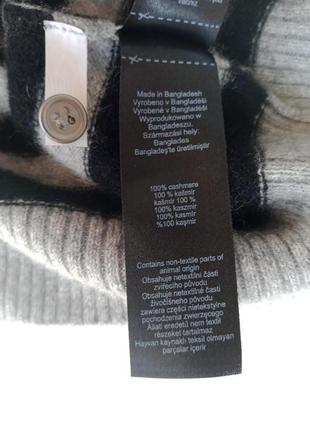 Made in Bangladesh
Vyrobeno v Bangladéši
Vyrobené v Bangladéši
Wyprodukowano w
Bangladeszu.
Származási hely:
Banglades
Bangladeş'te üretilmiştir
100% cashmere
100 % kašmír
kašmír 100 %
100% kaszmir
100% kasmír
%100 kaşmir
Contains non-textile parts of
animal origin
Obsahuje netextilní části
zvířecího původu
Obsahuje netextilné časti
živočíšneho pôvodu
zawiera części nietekstylne
pochodzenia zwierzęcego
Állati eredetű nem textil
részeket tartalmaz
Hayvan kaynaklı tekstil olmayan
parçalar içerir